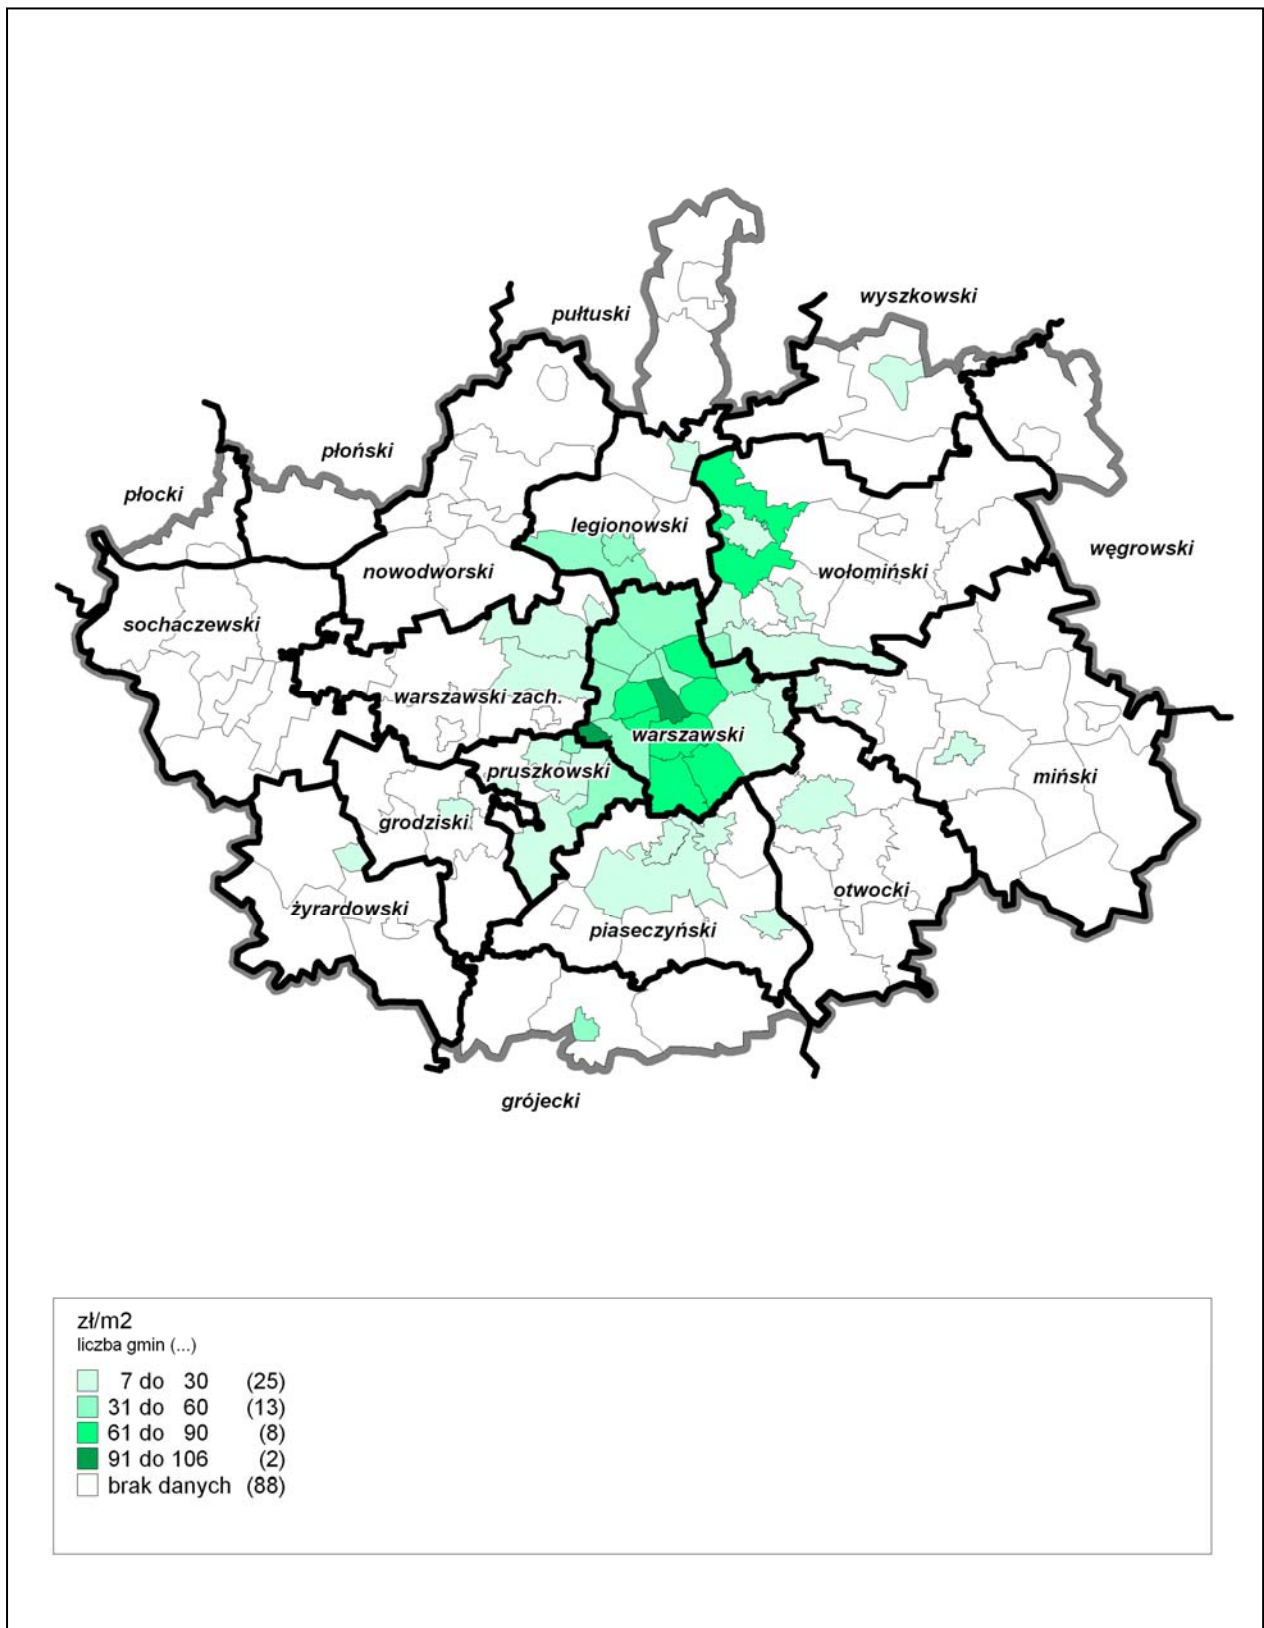 wyszkowski
pułtuski
płoński
płocki
legionowski
węgrowski
nowodworski
wołomiński
sochaczewski
warszawski zach.
warszawski
pruszkowski
miński
grodziski
otwocki
żyrardowski
piaseczyński
grójecki
zł/m2
liczba gmin (...)
7 do 30 (25)
31 do 60 (13)
61 do 90 (8)
91 do 106 (2)
brak danych (88)